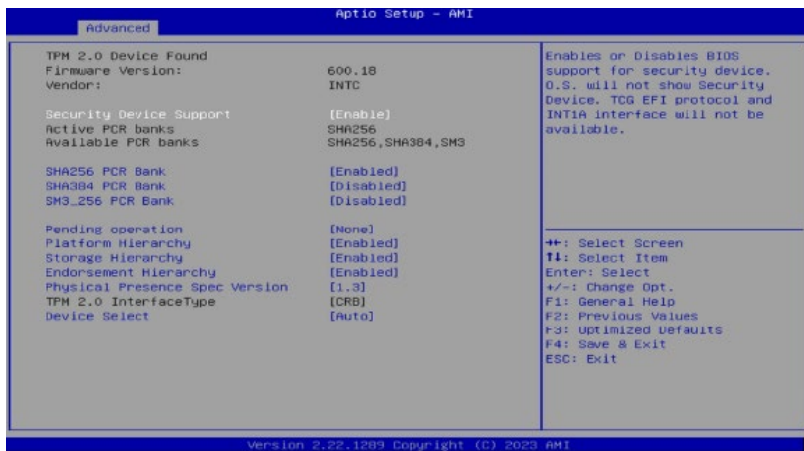 Aptio Setup - AMI
Advanced
TPM 2.0 Device Found
Firmware Version: 600.18
Vendor: INTC
Security Device Support [Enable]
Active PCR banks SHA256
Available PCR banks SHA256,SHA384,SM3
SHA256 PCR Bank [Enabled]
SHA384 PCR Bank [Disabled]
SM3_256 PCR Bank [Disabled]
Pending operation [None]
Platform Hierarchy [Enabled]
Storage Hierarchy [Enabled]
Endorsement Hierarchy [Enabled]
Physical Presence Spec Version [1.3]
TPM 2.0 InterfaceType [CRB]
Device Select [Auto]
Enables or Disables BIOS
support for security device.
O.S. will not show Security
Device. TCG EFI protocol and
INT1A interface will not be
available.
→←: Select Screen
↑↓: Select Item
Enter: Select
+/-: Change Opt.
F1: General Help
F2: Previous Values
F3: Optimized Defaults
F4: Save & Exit
ESC: Exit
Version 2.22.1289 Copyright (C) 2023 AMI